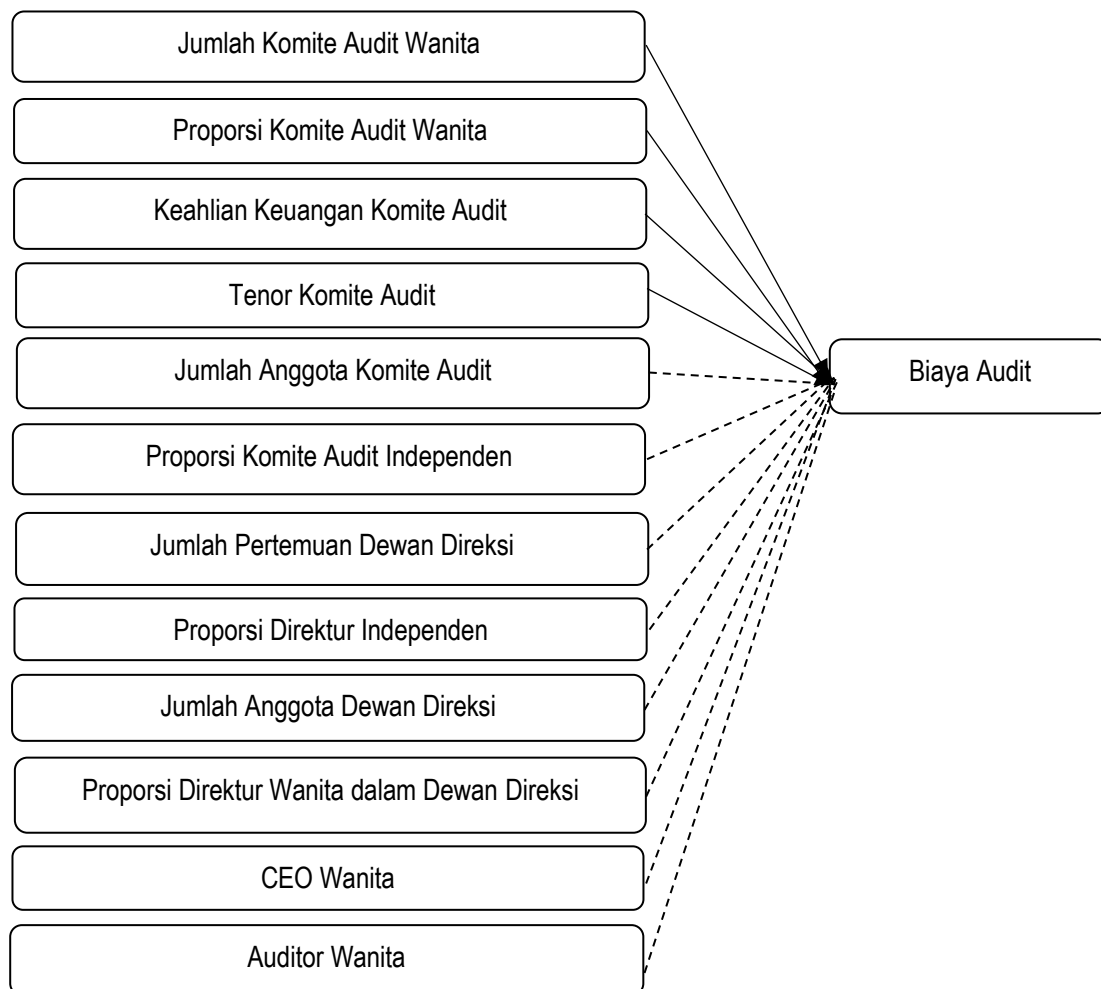 Jumlah Komite Audit Wanita
Proporsi Komite Audit Wanita
Keahlian Keuangan Komite Audit
Tenor Komite Audit
Jumlah Anggota Komite Audit
Biaya Audit
Proporsi Komite Audit Independen
Jumlah Pertemuan Dewan Direksi
Proporsi Direktur Independen
Jumlah Anggota Dewan Direksi
Proporsi Direktur Wanita dalam Dewan Direksi
CEO Wanita
Auditor Wanita